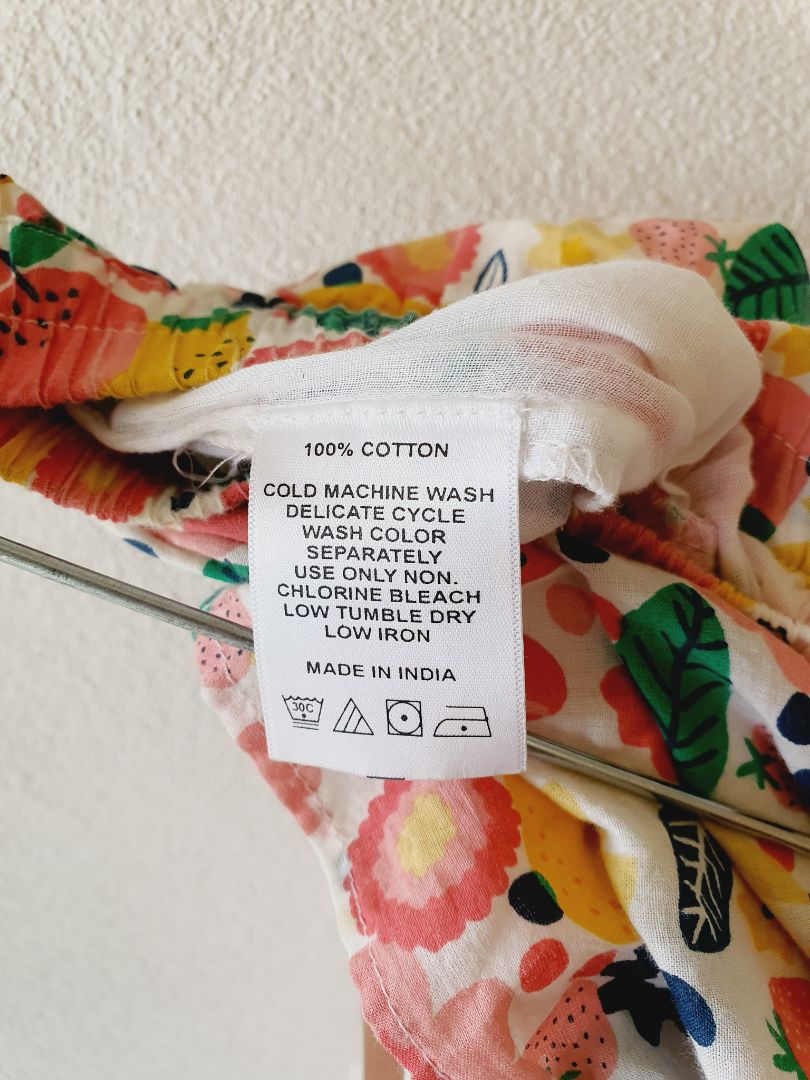 100% COTTON
COLD MACHINE WASH
DELICATE CYCLE
WASH COLOR
SEPARATELY
USE ONLY NON.
CHLORINE BLEACH
LOW TUMBLE DRY
LOW IRON
MADE IN INDIA
30C